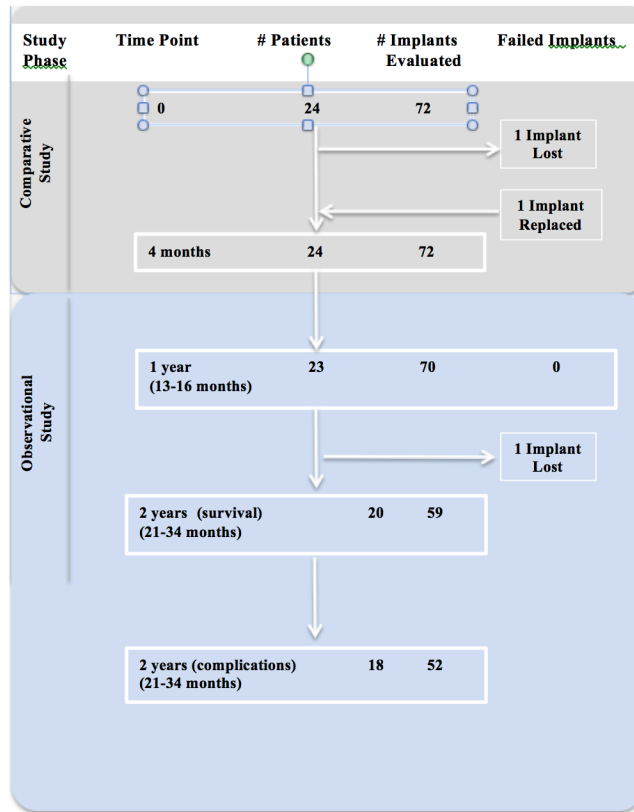 Study Phase
Time Point
# Patients
# Implants Evaluated
Failed Implants
Comparative Study
0 24 72
1 Implant
Lost
1 Implant
Replaced
4 months 24 72
Observational Study
1 year 23 70 0
(13-16 months)
1 Implant
Lost
2 years (survival) 20 59
(21-34 months)
2 years (complications) 18 52
(21-34 months)